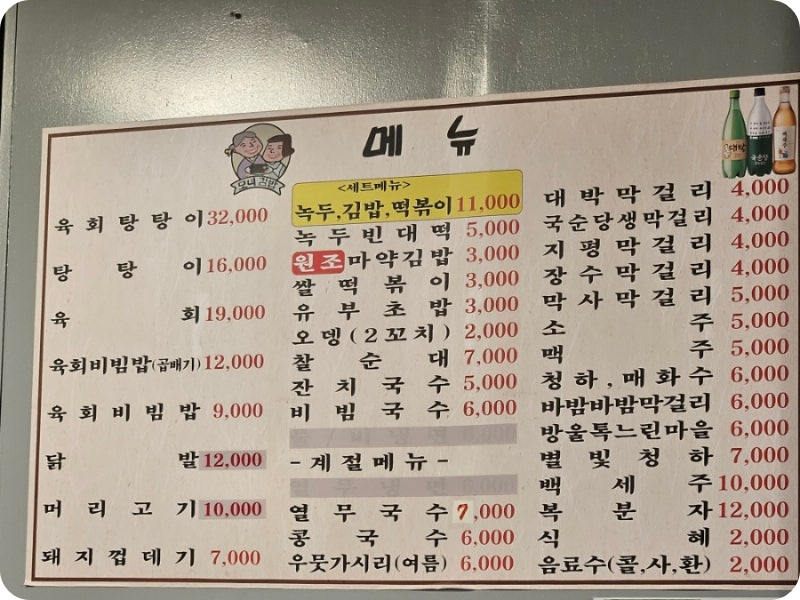 메뉴
모녀김밥
육회탕탕이 32,000
탕탕이 16,000
육회 19,000
육회비빔밥(곱배기) 12,000
육회비빔밥 9,000
닭발 12,000
머리고기 10,000
돼지껍데기 7,000
<세트메뉴>
녹두,김밥,떡볶이 11,000
녹두빈대떡 5,000
원조마약김밥 3,000
쌀떡볶이 3,000
유부초밥 3,000
오뎅(2꼬치) 2,000
찰순대 7,000
잔치국수 5,000
비빔국수 6,000
-계절메뉴-
열무국수 7,000
콩국수 6,000
우뭇가시리(여름) 6,000
대박막걸리 4,000
국순당생막걸리 4,000
지평막걸리 4,000
장수막걸리 4,000
막사막걸리 5,000
소주 5,000
맥주 5,000
청하,매화수 6,000
바밤바밤막걸리 6,000
방울톡느린마을 6,000
별빛청하 7,000
백세주 10,000
복분자 12,000
식혜 2,000
음료수(콜,사,환) 2,000